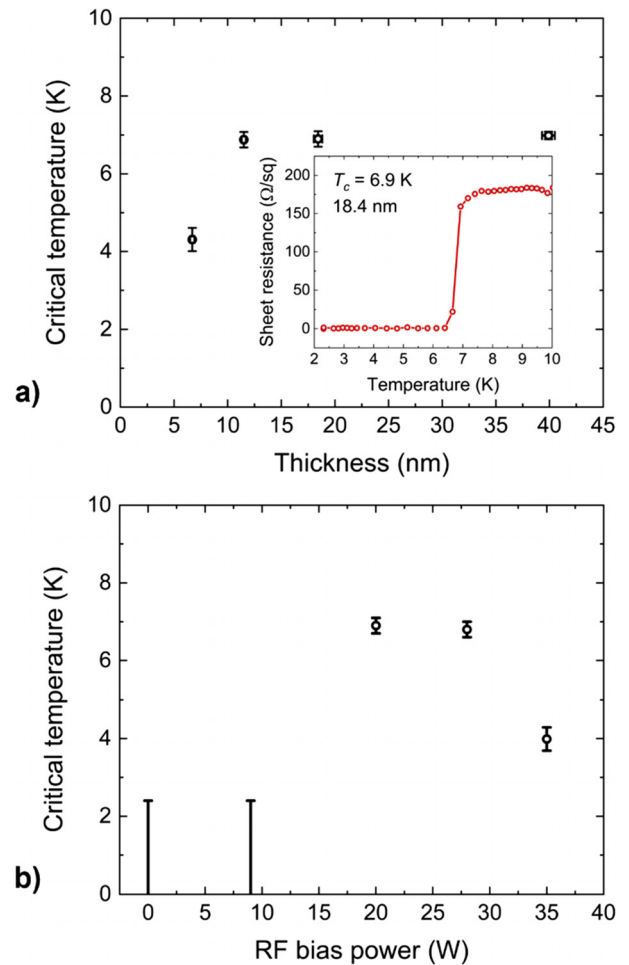 10
8
6
4
2
0
Critical temperature (K)
a)
0 5 10 15 20 25 30 35 40 45
Thickness (nm)
200
150
100
50
0
Sheet resistance (Ω/sq)
T_c = 6.9 K
18.4 nm
2 3 4 5 6 7 8 9 10
Temperature (K)
10
8
6
4
2
0
Critical temperature (K)
b)
0 5 10 15 20 25 30 35 40
RF bias power (W)